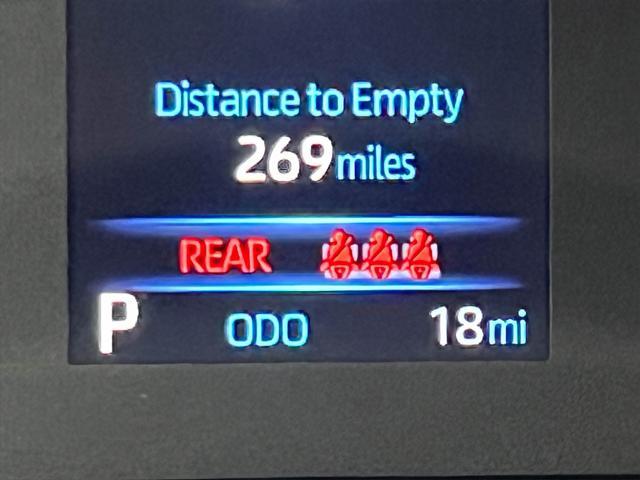 Distance to Empty
269 miles
REAR
P ODO 18 mi